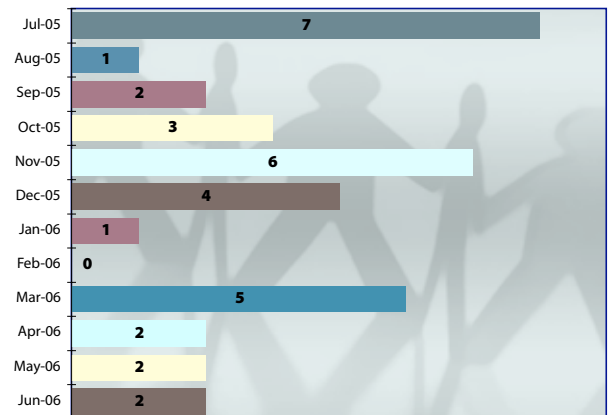 Jul-05 7
Aug-05 1
Sep-05 2
Oct-05 3
Nov-05 6
Dec-05 4
Jan-06 1
Feb-06 0
Mar-06 5
Apr-06 2
May-06 2
Jun-06 2